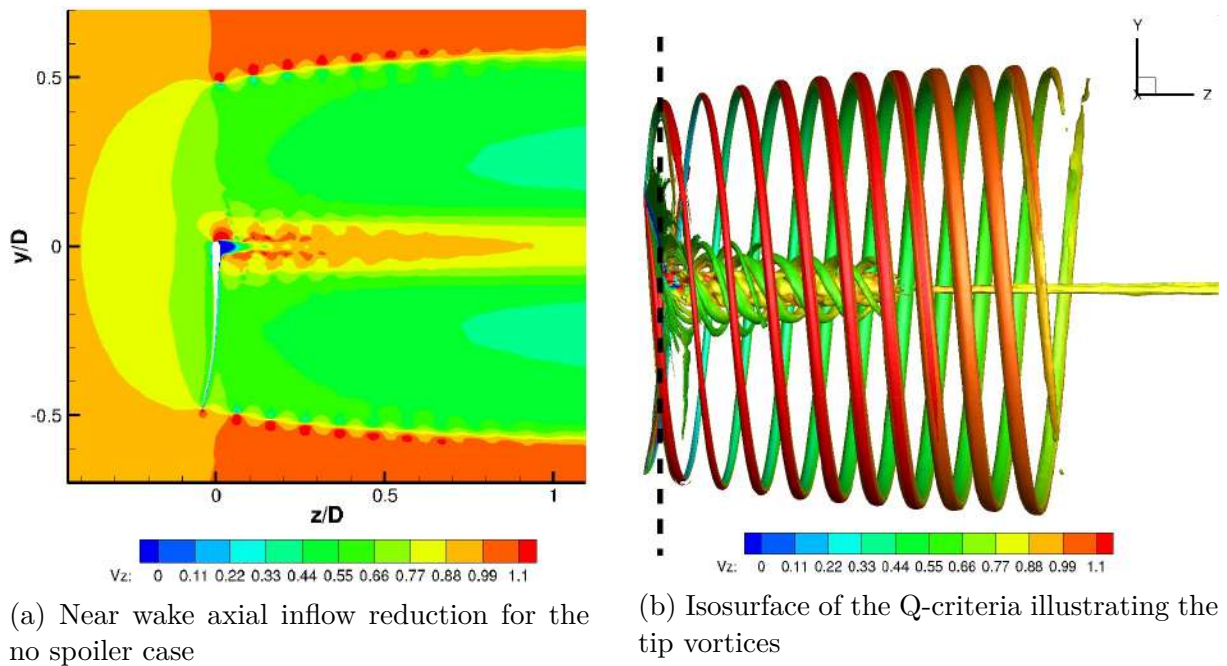 0.5
0
-0.5
y/D
0 0.5 1
z/D
Vz: 0 0.11 0.22 0.33 0.44 0.55 0.66 0.77 0.88 0.99 1.1
(a) Near wake axial inflow reduction for the
no spoiler case
Y
X Z
Vz: 0 0.11 0.22 0.33 0.44 0.55 0.66 0.77 0.88 0.99 1.1
(b) Isosurface of the Q-criteria illustrating the
tip vortices